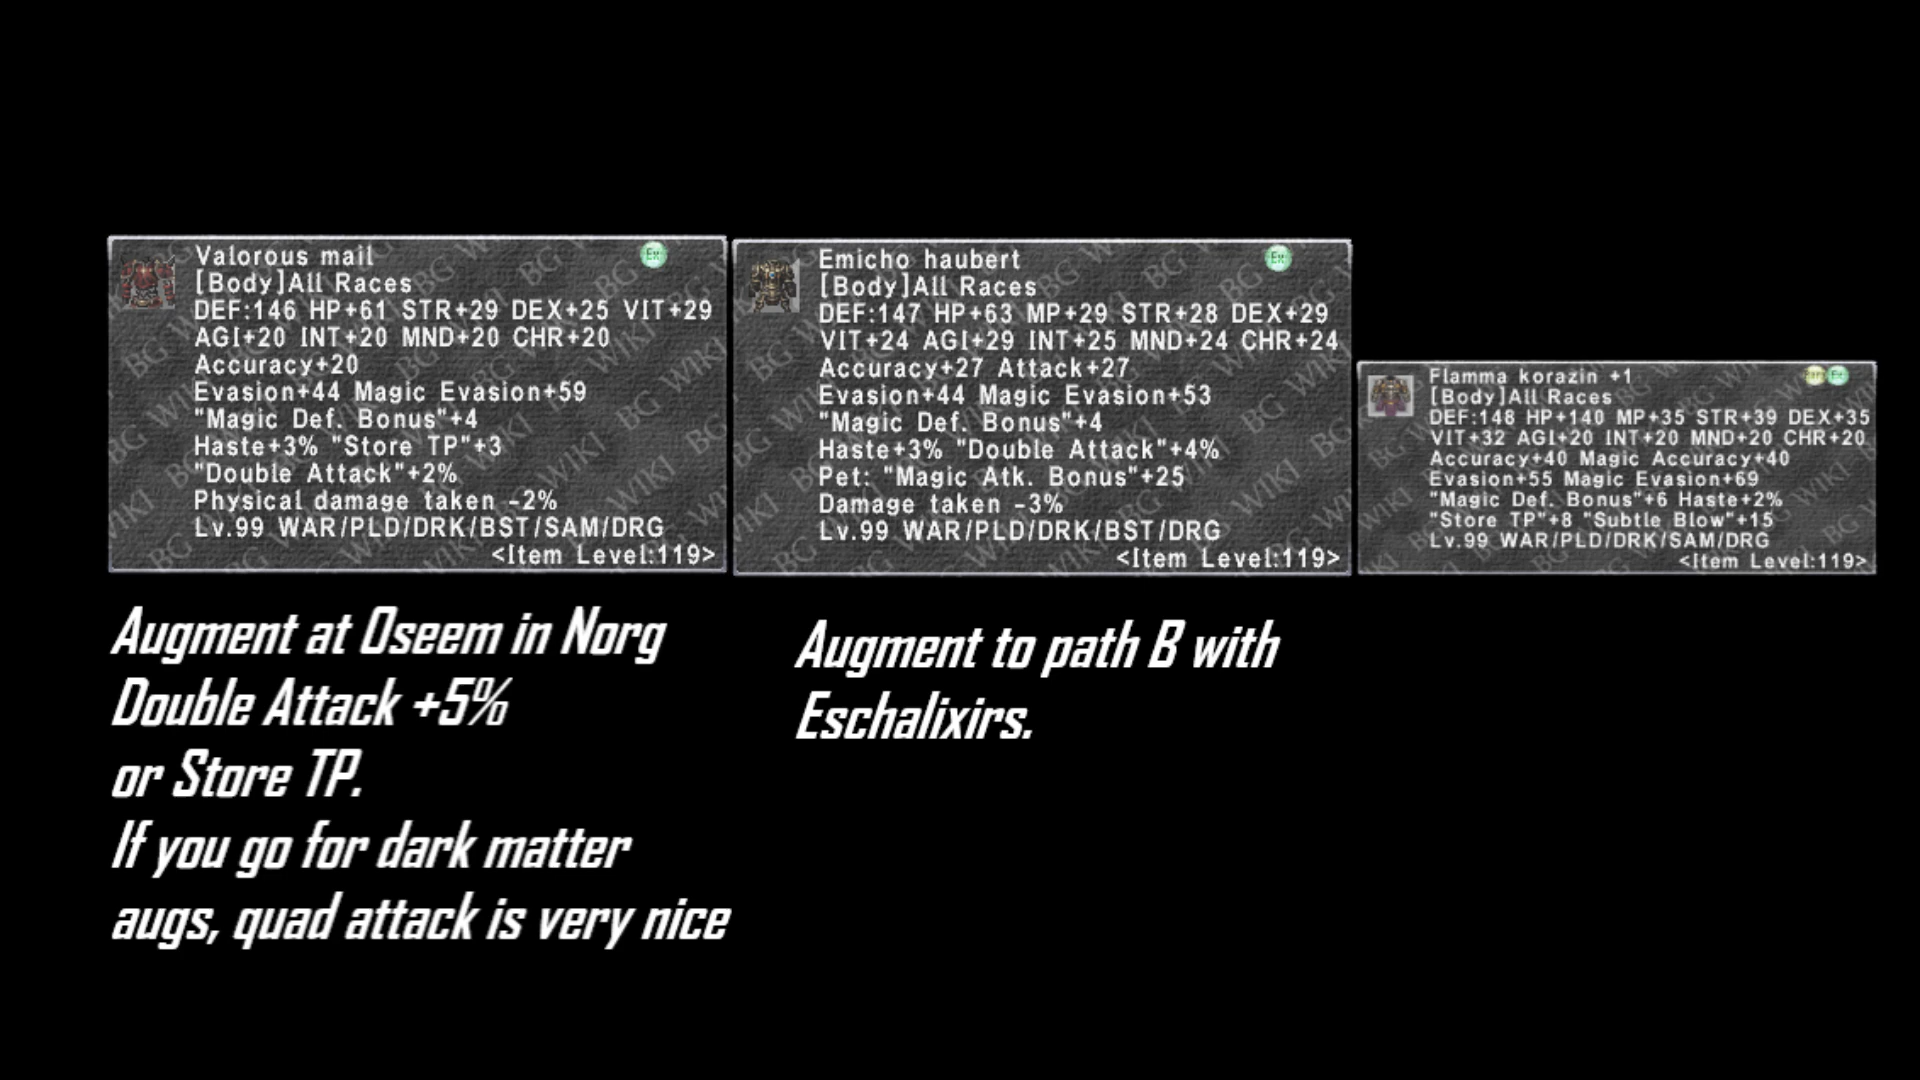 Valorous mail
Ex
[Body]All Races
DEF:146 HP+61 STR+29 DEX+25 VIT+29
AGI+20 INT+20 MND+20 CHR+20
Accuracy+20
Evasion+44 Magic Evasion+59
"Magic Def. Bonus"+4
Haste+3% "Store TP"+3
"Double Attack"+2%
Physical damage taken -2%
Lv.99 WAR/PLD/DRK/BST/SAM/DRG
<Item Level:119>
Emicho haubert
Ex
[Body]All Races
DEF:147 HP+63 MP+29 STR+28 DEX+29
VIT+24 AGI+29 INT+25 MND+24 CHR+24
Accuracy+27 Attack+27
Evasion+44 Magic Evasion+53
"Magic Def. Bonus"+4
Haste+3% "Double Attack"+4%
Pet: "Magic Atk. Bonus"+25
Damage taken -3%
Lv.99 WAR/PLD/DRK/BST/DRG
<Item Level:119>
Flamma korazin +1
Ex
[Body]All Races
DEF:148 HP+140 MP+35 STR+39 DEX+35
VIT+32 AGI+20 INT+20 MND+20 CHR+20
Accuracy+40 Magic Accuracy+40
Evasion+55 Magic Evasion+69
"Magic Def. Bonus"+6 Haste+2%
"Store TP"+8 "Subtle Blow"+15
Lv.99 WAR/PLD/DRK/SAM/DRG
<Item Level:119>
Augment at Oseem in Norg
Double Attack +5%
or Store TP.
If you go for dark matter
augs, quad attack is very nice
Augment to path B with
Eschalixirs.
BG WIKI